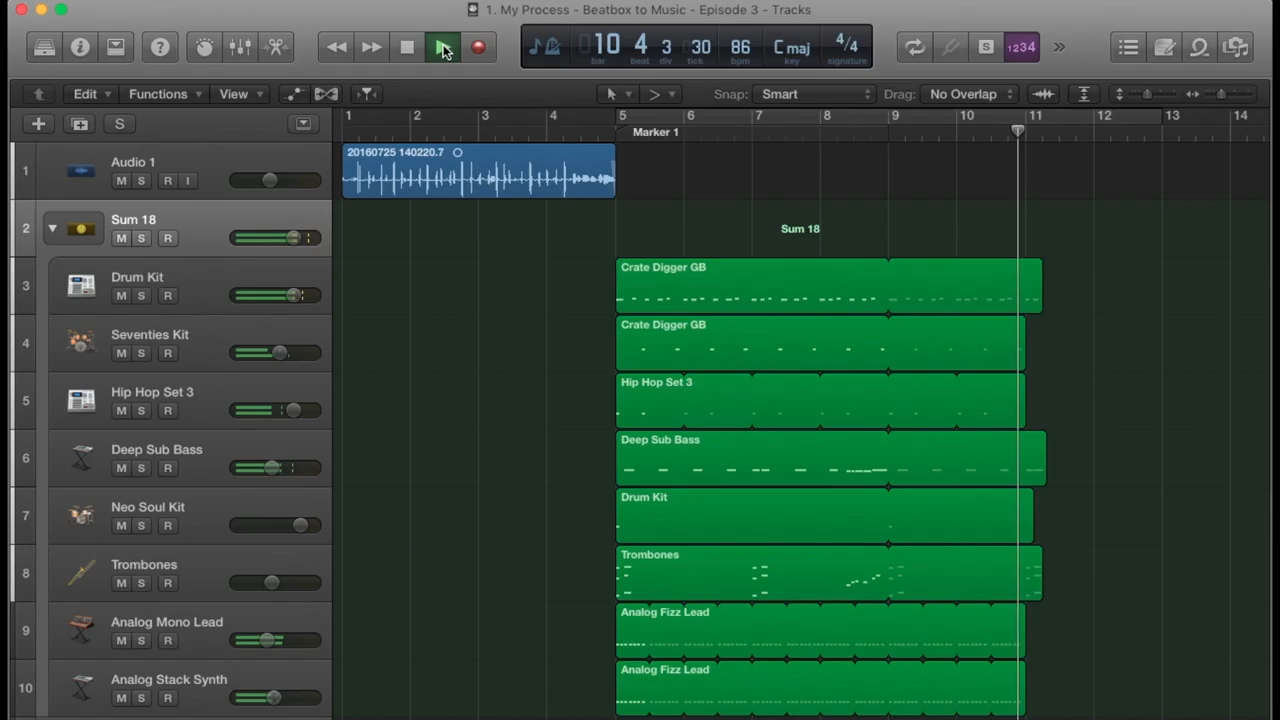 1. My Process - Beatbox to Music - Episode 3 - Tracks
10 4 3 30 86 C maj 4/4
bar beat div tick bpm key signature
1234
Edit Functions View Snap: Smart Drag: No Overlap
S
1 2 3 4 5 6 7 8 9 10 11 12 13 14
Marker 1
1 Audio 1 M S R I
20160725 140220.7
2 Sum 18 M S R
Sum 18
3 Drum Kit M S R
Crate Digger GB
4 Seventies Kit M S R
Crate Digger GB
5 Hip Hop Set 3 M S R
Hip Hop Set 3
6 Deep Sub Bass M S R
Deep Sub Bass
7 Neo Soul Kit M S R
Drum Kit
8 Trombones M S R
Trombones
9 Analog Mono Lead M S R
Analog Fizz Lead
10 Analog Stack Synth M S R
Analog Fizz Lead